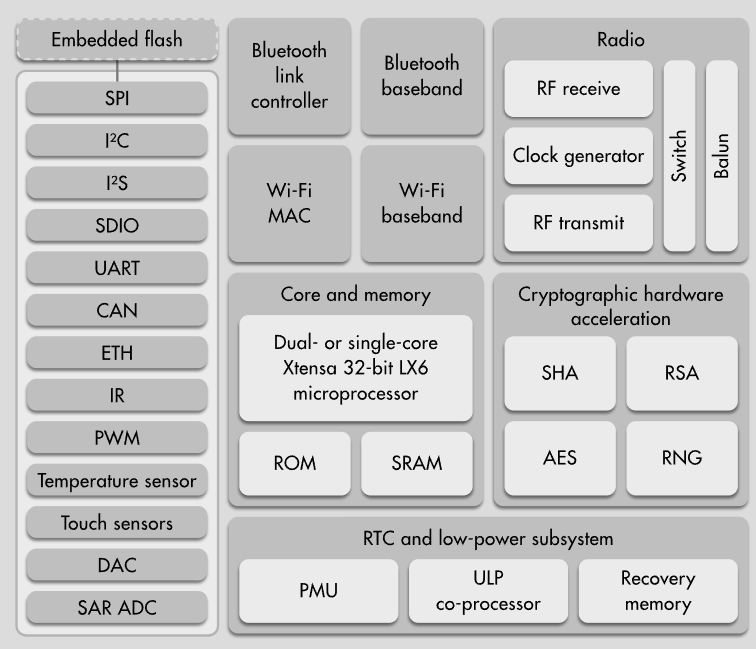 Embedded flash
SPI
I²C
I²S
SDIO
UART
CAN
ETH
IR
PWM
Temperature sensor
Touch sensors
DAC
SAR ADC
Bluetooth
link
controller
Bluetooth
baseband
Wi-Fi
MAC
Wi-Fi
baseband
Radio
RF receive
Clock generator
RF transmit
Switch
Balun
Core and memory
Dual- or single-core
Xtensa 32-bit LX6
microprocessor
ROM
SRAM
Cryptographic hardware
acceleration
SHA
RSA
AES
RNG
RTC and low-power subsystem
PMU
ULP
co-processor
Recovery
memory